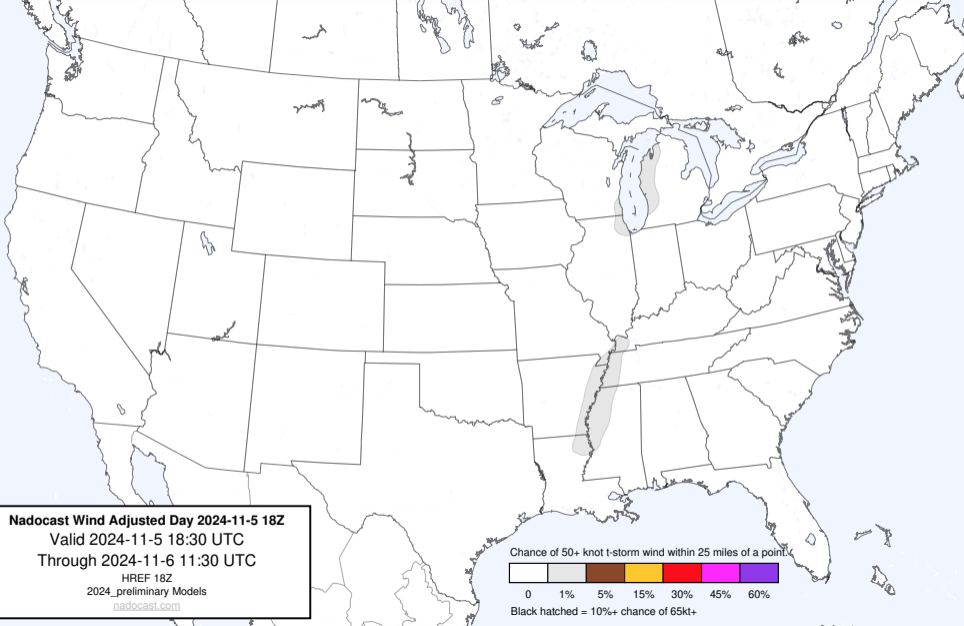 Nadocast Wind Adjusted Day 2024-11-5 18Z
Valid 2024-11-5 18:30 UTC
Through 2024-11-6 11:30 UTC
HREF 18Z
2024_preliminary Models
nadocast.com
Chance of 50+ knot t-storm wind within 25 miles of a point.
0 1% 5% 15% 30% 45% 60%
Black hatched = 10%+ chance of 65kt+